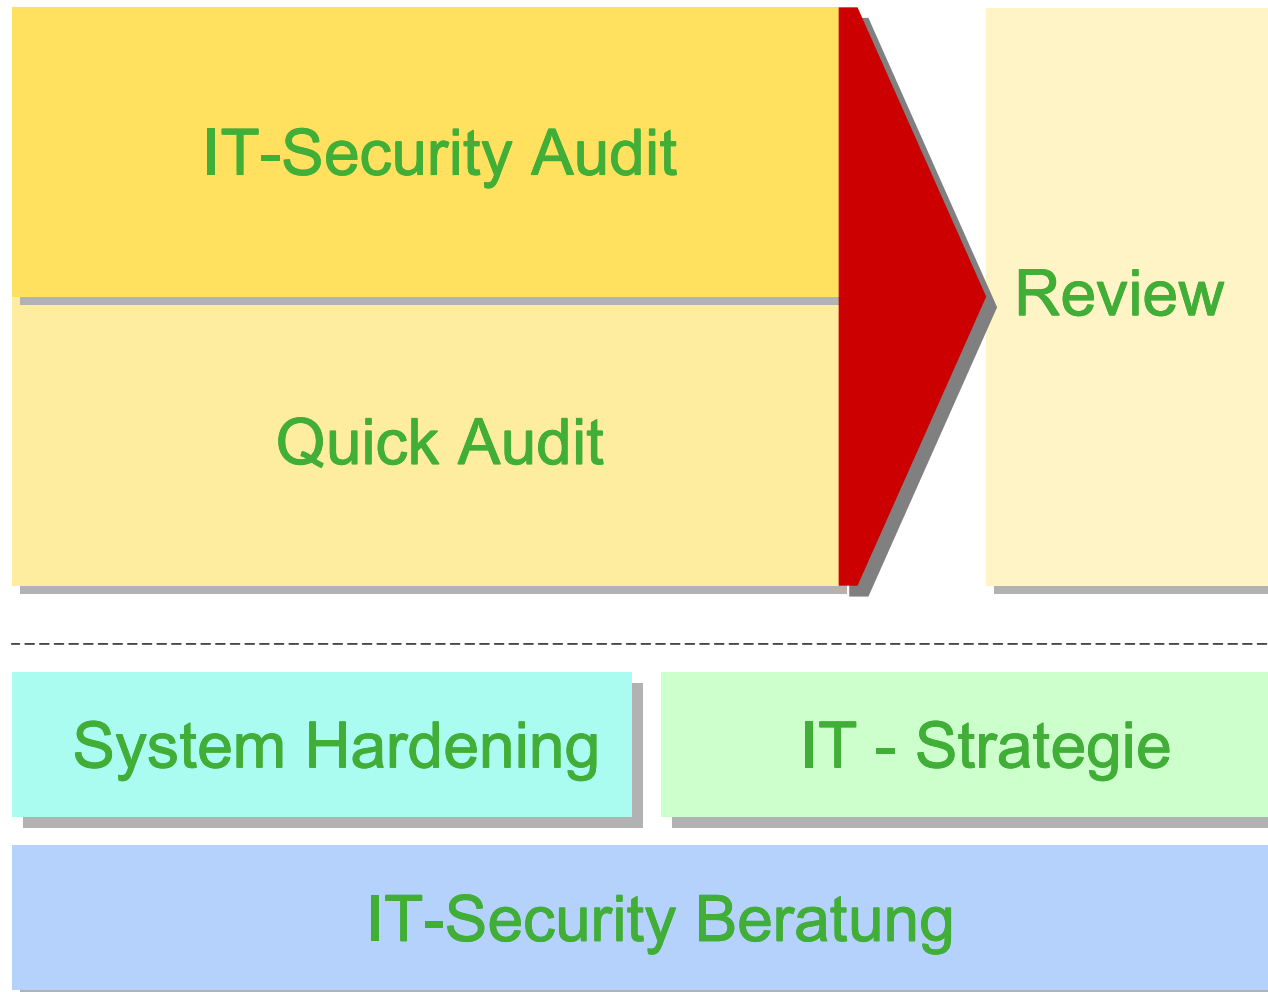 IT-Security Audit
Quick Audit
Review
System Hardening
IT - Strategie
IT-Security Beratung